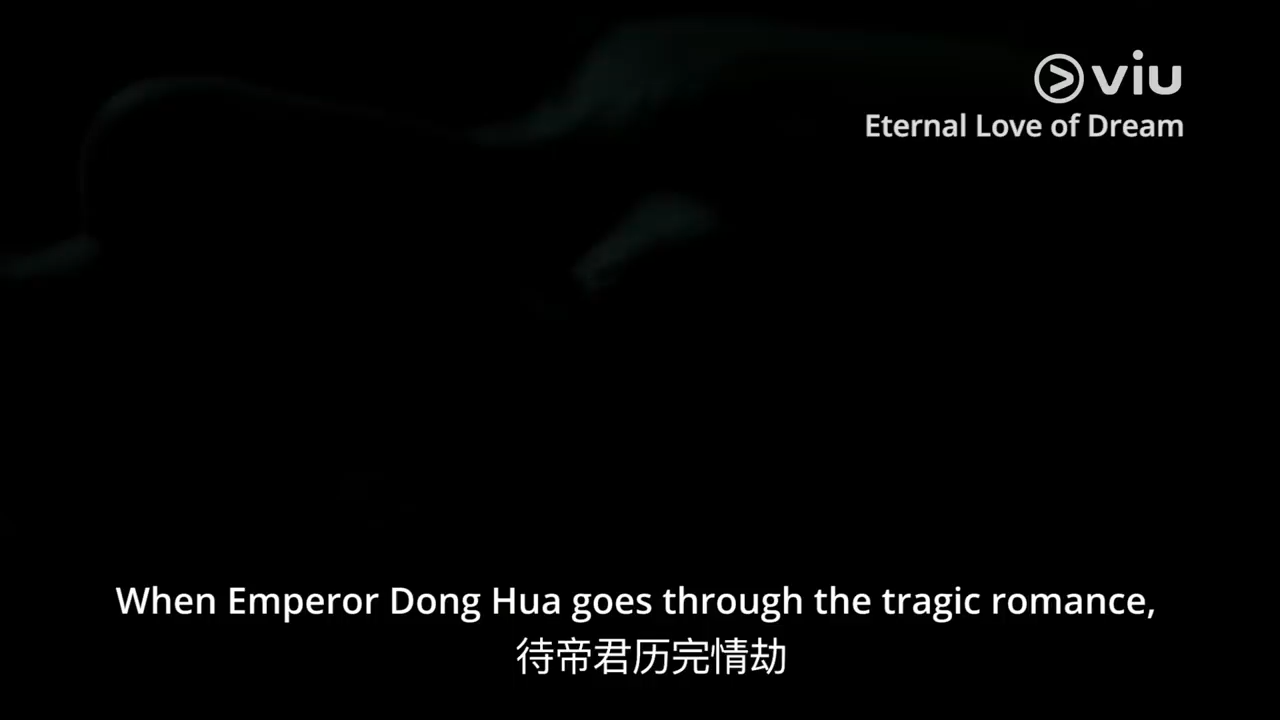 viu
Eternal Love of Dream
When Emperor Dong Hua goes through the tragic romance,
待帝君历完情劫